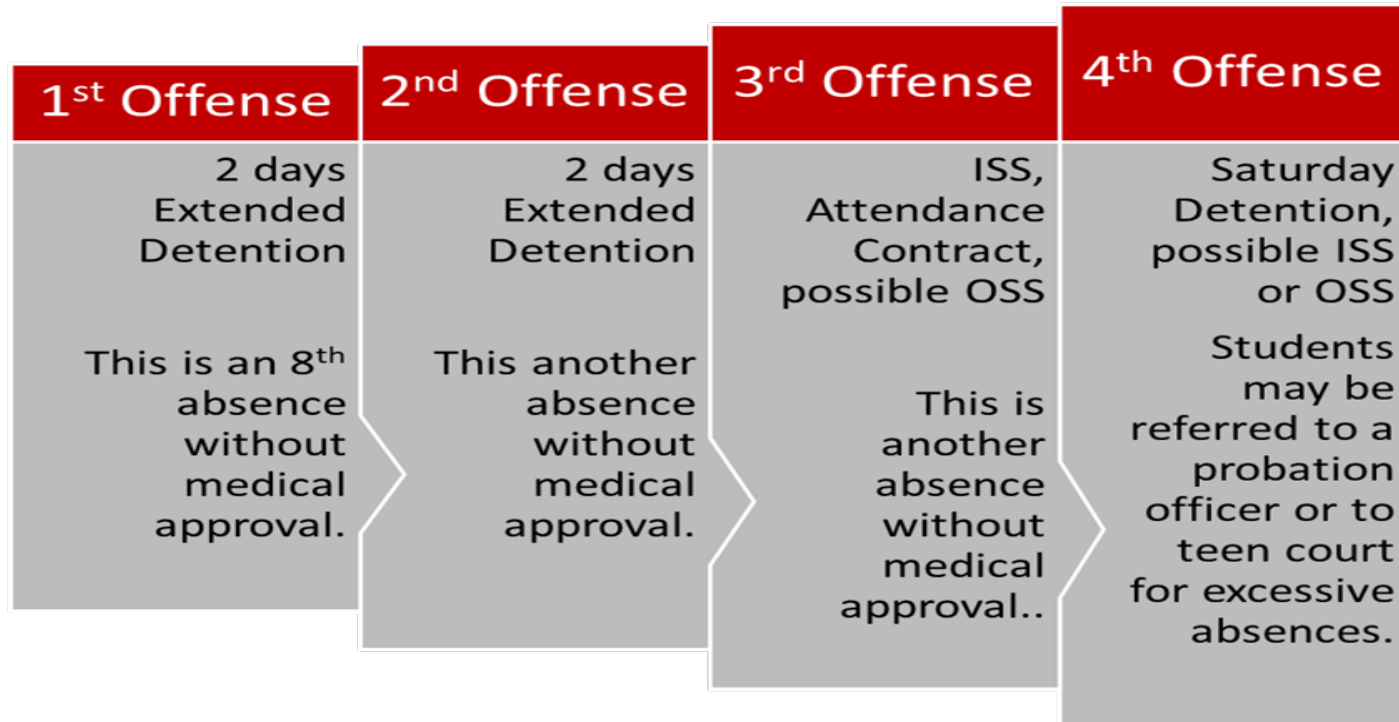 1st Offense
2 days
Extended
Detention
This is an 8th
absence
without
medical
approval.
2nd Offense
2 days
Extended
Detention
This another
absence
without
medical
approval.
3rd Offense
ISS,
Attendance
Contract,
possible OSS
This is
another
absence
without
medical
approval..
4th Offense
Saturday
Detention,
possible ISS
or OSS
Students
may be
referred to a
probation
officer or to
teen court
for excessive
absences.